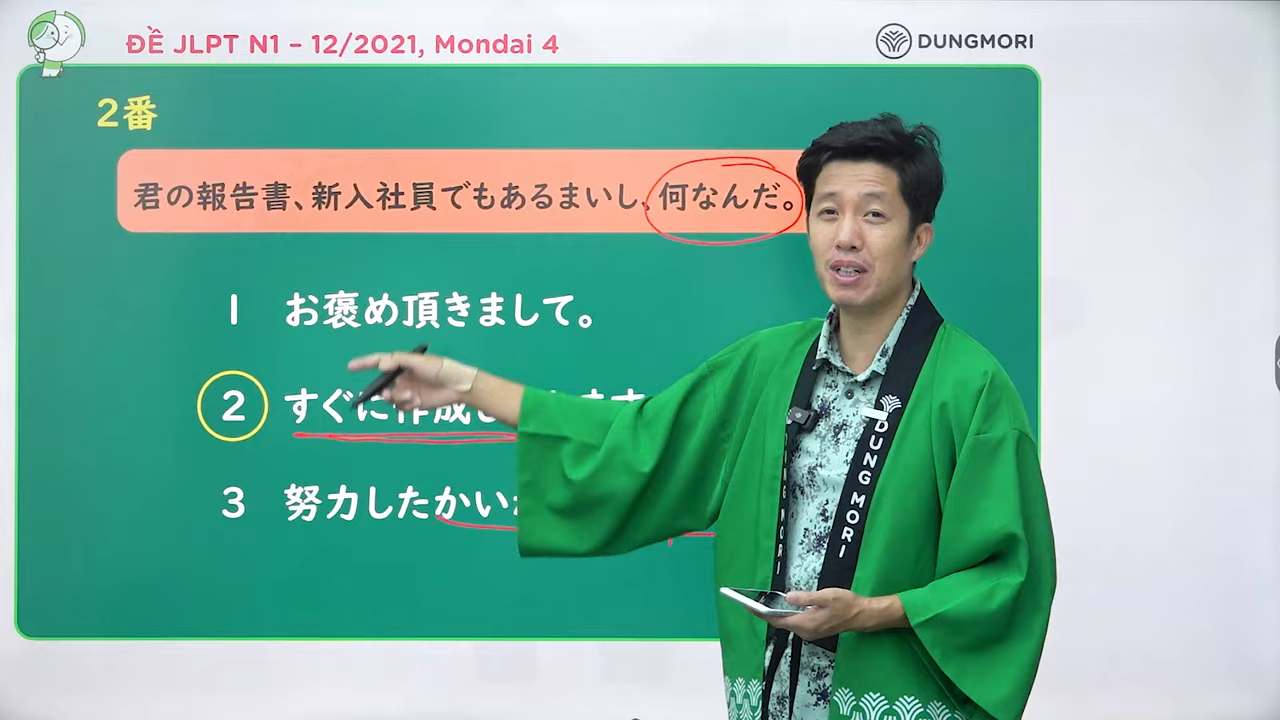 ĐỀ JLPT N1 – 12/2021, Mondai 4
DUNGMORI
2番
君の報告書、新入社員でもあるまいし、何なんだ。
1 お褒め頂きまして。
2 すぐに作成し
3 努力したかい
DUNG MORI